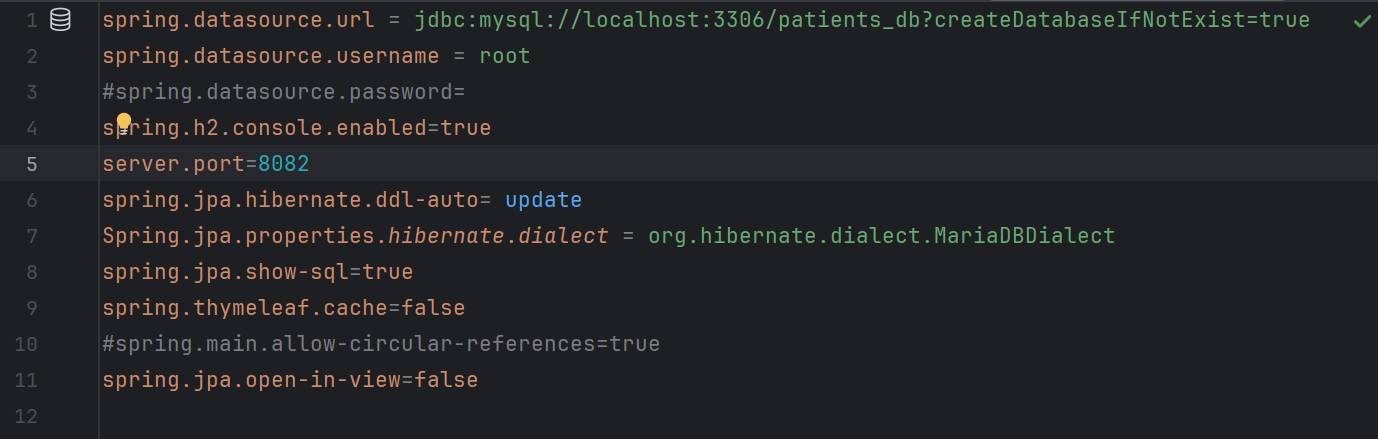 1 spring.datasource.url = jdbc:mysql://localhost:3306/patients_db?createDatabaseIfNotExist=true
2 spring.datasource.username = root
3 #spring.datasource.password=
4 spring.h2.console.enabled=true
5 server.port=8082
6 spring.jpa.hibernate.ddl-auto= update
7 Spring.jpa.properties.hibernate.dialect = org.hibernate.dialect.MariaDBDialect
8 spring.jpa.show-sql=true
9 spring.thymeleaf.cache=false
10 #spring.main.allow-circular-references=true
11 spring.jpa.open-in-view=false
12